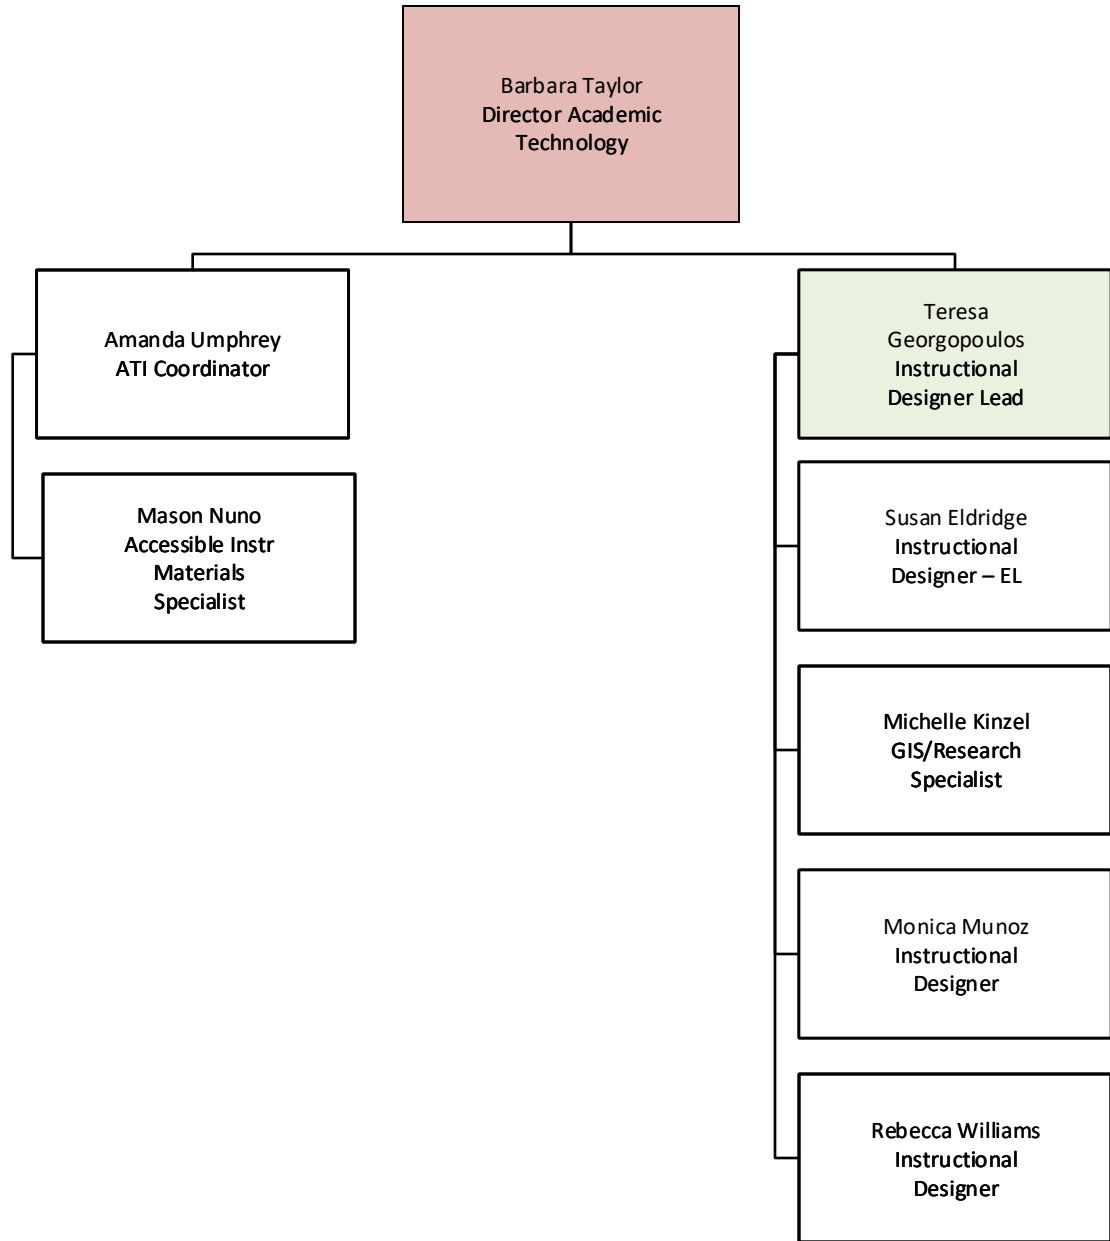 Barbara Taylor
Director Academic
Technology
Amanda Umphrey
ATI Coordinator
Mason Nuno
Accessible Instr
Materials
Specialist
Teresa
Georgopoulos
Instructional
Designer Lead
Susan Eldridge
Instructional
Designer – EL
Michelle Kinzel
GIS/Research
Specialist
Monica Munoz
Instructional
Designer
Rebecca Williams
Instructional
Designer